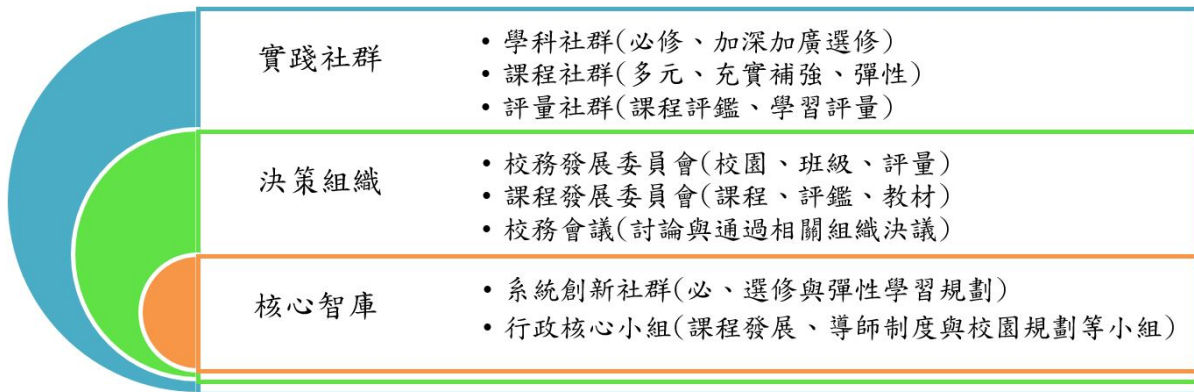 實踐社群
• 學科社群(必修、加深加廣選修)
• 課程社群(多元、充實補強、彈性)
• 評量社群(課程評鑑、學習評量)
決策組織
• 校務發展委員會(校園、班級、評量)
• 課程發展委員會(課程、評鑑、教材)
• 校務會議(討論與通過相關組織決議)
核心智庫
• 系統創新社群(必、選修與彈性學習規劃)
• 行政核心小組(課程發展、導師制度與校園規劃等小組)